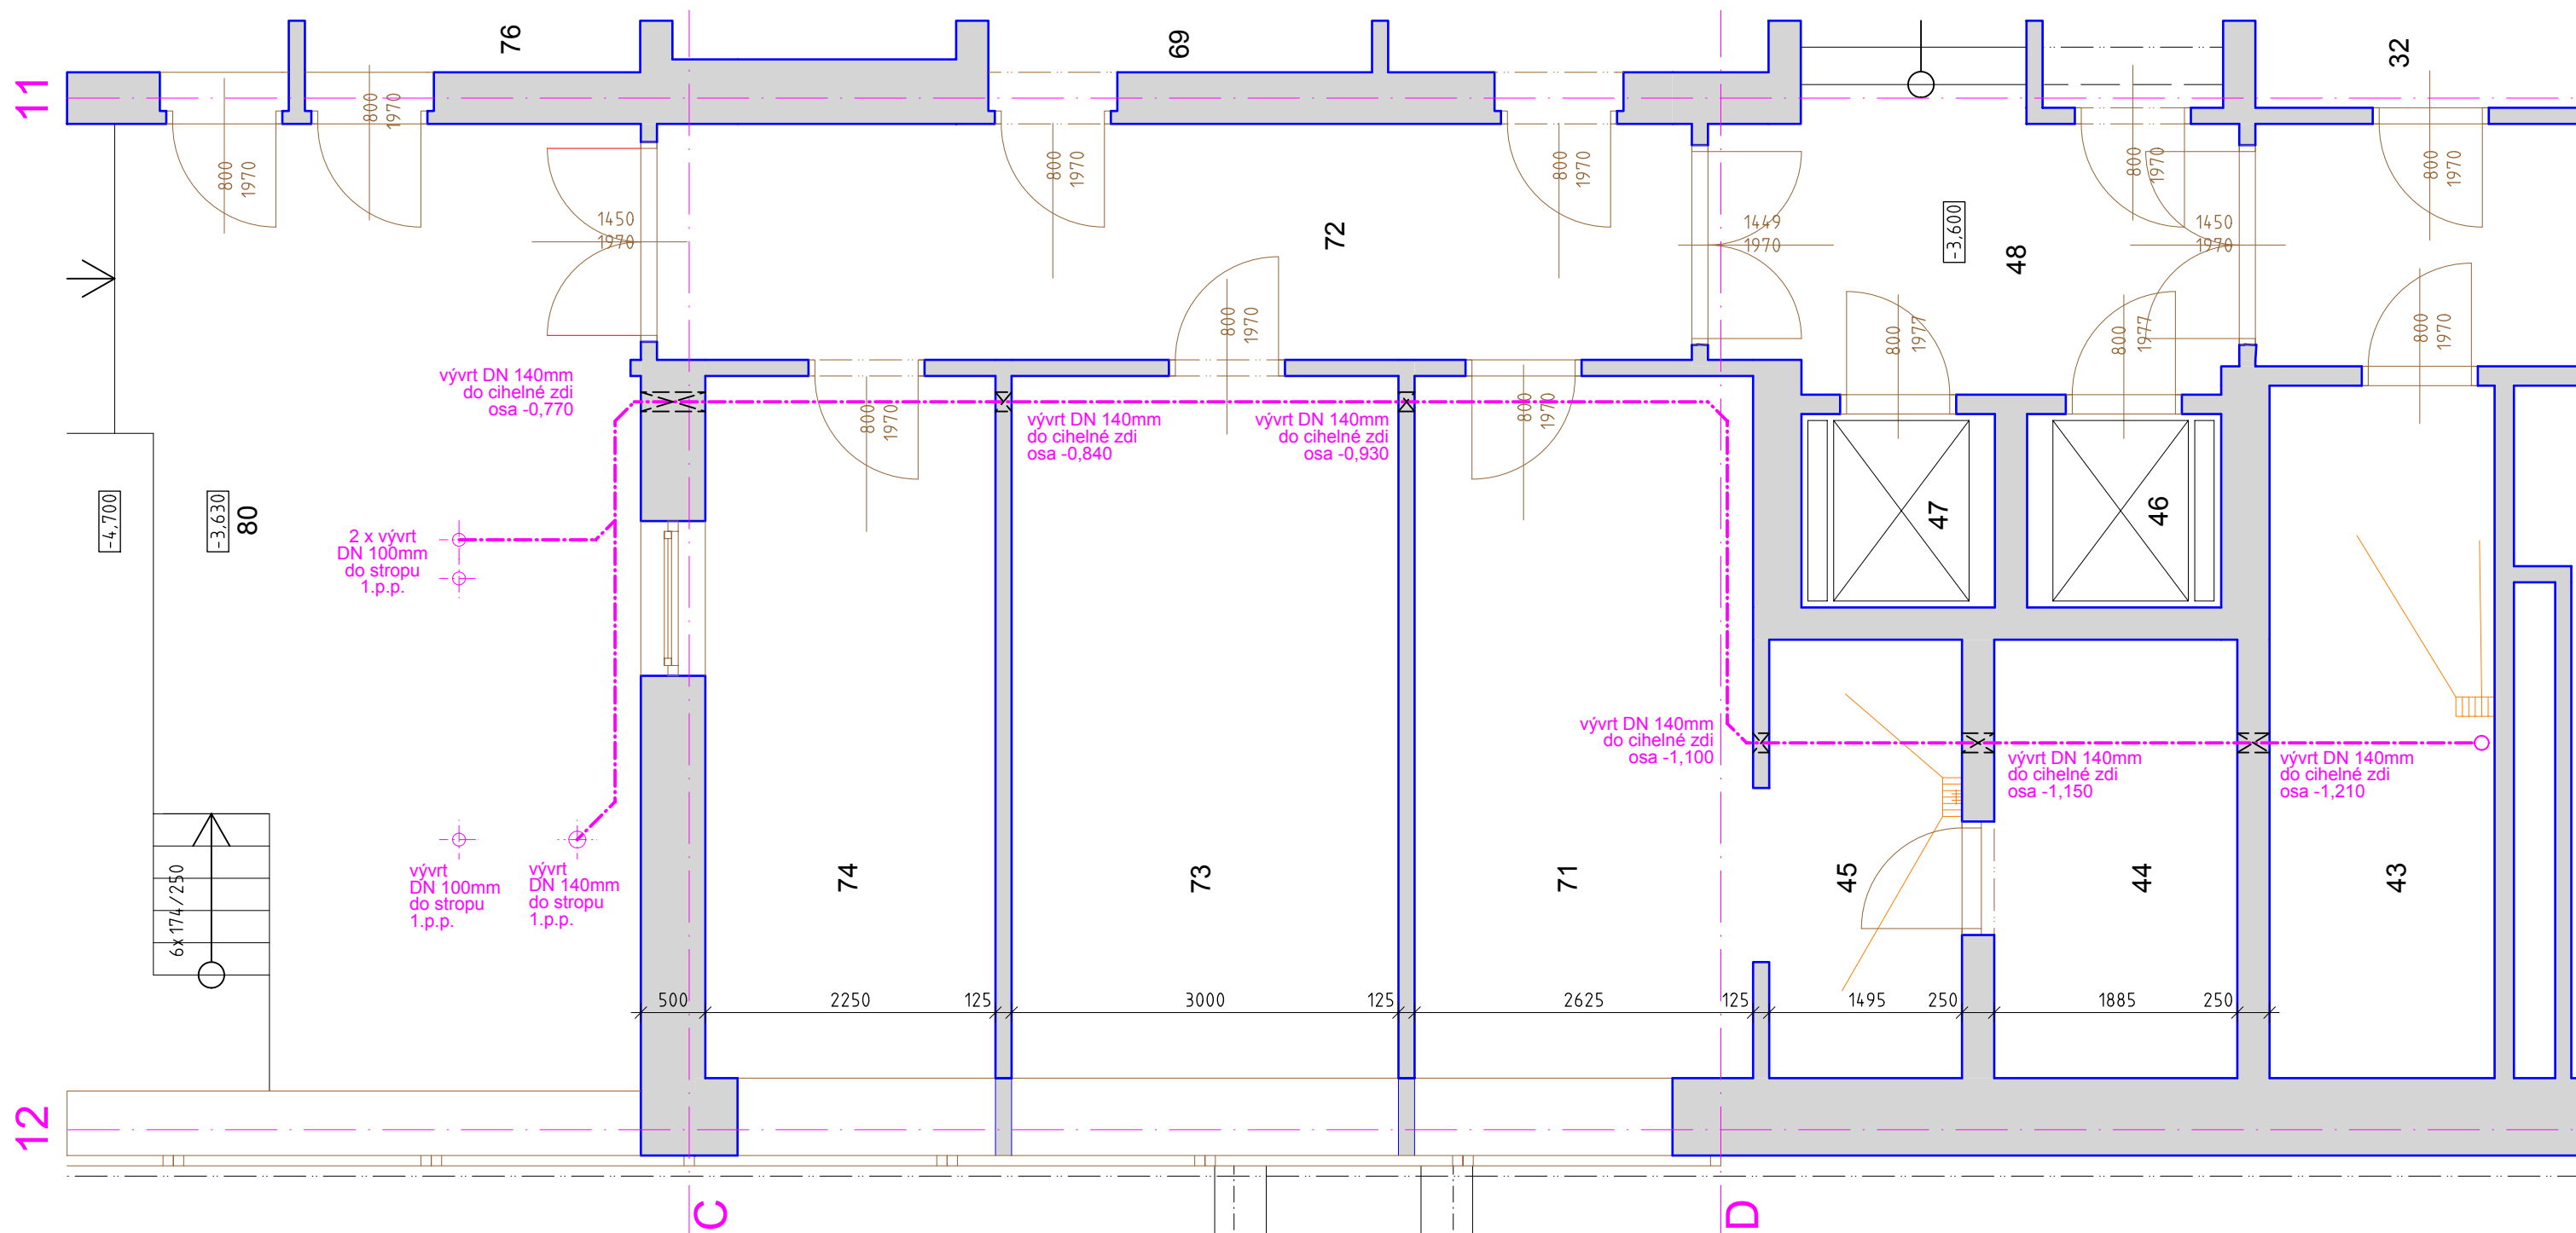 11
76
69
32
800
1970
800
1970
800
1970
800
1970
800
1970
800
1970
1450
1970
72
1449
1970
-3,600
48
1450
1970
800
1970
800
1977
800
1977
800
1970
vývrt DN 140mm
do cihelné zdi
osa -0,770
800
1970
vývrt DN 140mm
do cihelné zdi
osa -0,840
vývrt DN 140mm
do cihelné zdi
osa -0,930
800
1970
-4,700
-3,630
80
2 x vývrt
DN 100mm
do stropu
1.p.p.
47
46
vývrt DN 140mm
do cihelné zdi
osa -1,100
vývrt DN 140mm
do cihelné zdi
osa -1,150
vývrt DN 140mm
do cihelné zdi
osa -1,210
6x174/250
vývrt
DN 100mm
do stropu
1.p.p.
vývrt
DN 140mm
do stropu
1.p.p.
74
73
71
45
44
43
500 2250 125 3000 125 2625 125 1495 250 1885 250
12
C
D